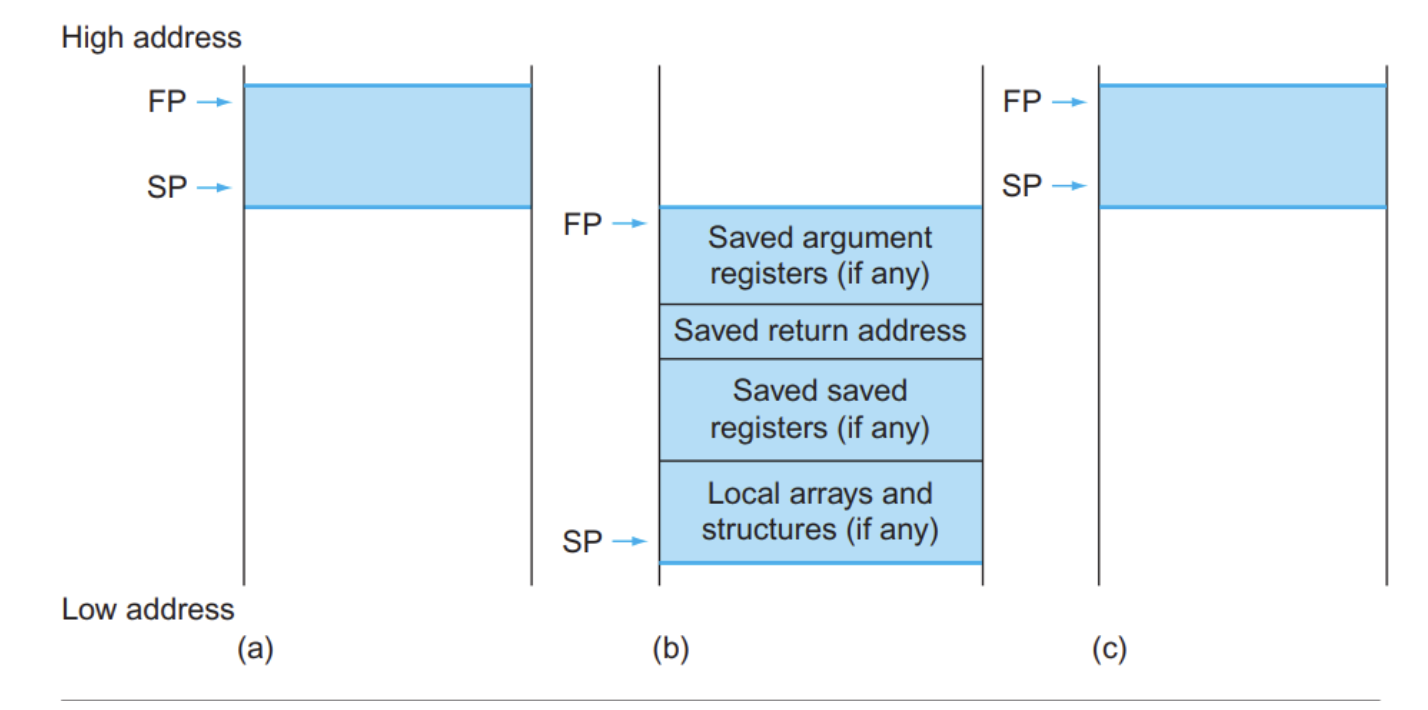 High address
FP
SP
FP
Saved argument
registers (if any)
Saved return address
Saved saved
registers (if any)
Local arrays and
structures (if any)
SP
FP
SP
Low address
(a)
(b)
(c)